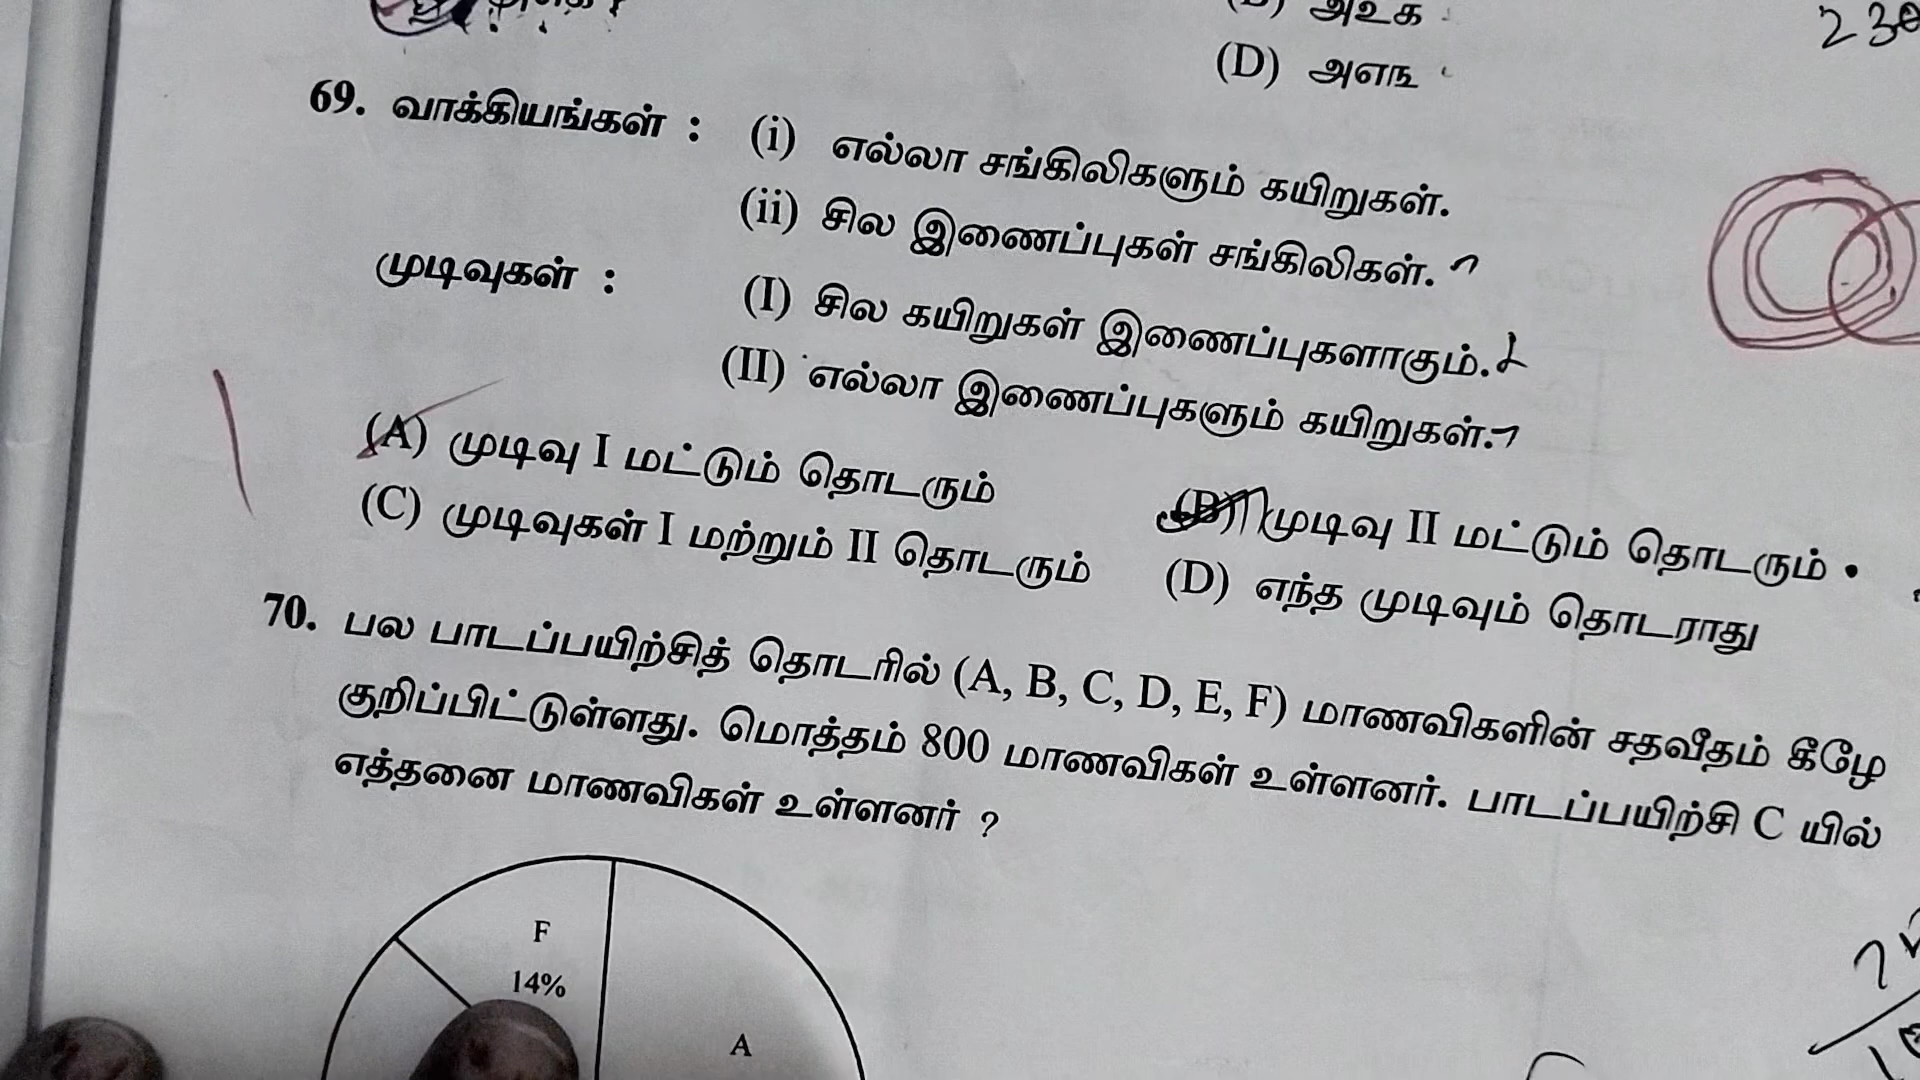 அஉக
(D) அஎந
69. வாக்கியங்கள் : (i) எல்லா சங்கிலிகளும் கயிறுகள்.
(ii) சில இணைப்புகள் சங்கிலிகள்.
முடிவுகள் : (I) சில கயிறுகள் இணைப்புகளாகும்.
(II) எல்லா இணைப்புகளும் கயிறுகள்.
(A) முடிவு I மட்டும் தொடரும் (B) முடிவு II மட்டும் தொடரும்
(C) முடிவுகள் I மற்றும் II தொடரும் (D) எந்த முடிவும் தொடராது
70. பல பாடப்பயிற்சித் தொடரில் (A, B, C, D, E, F) மாணவிகளின் சதவீதம் கீழே
குறிப்பிட்டுள்ளது. மொத்தம் 800 மாணவிகள் உள்ளனர். பாடப்பயிற்சி C யில்
எத்தனை மாணவிகள் உள்ளனர் ?
F
14%
A